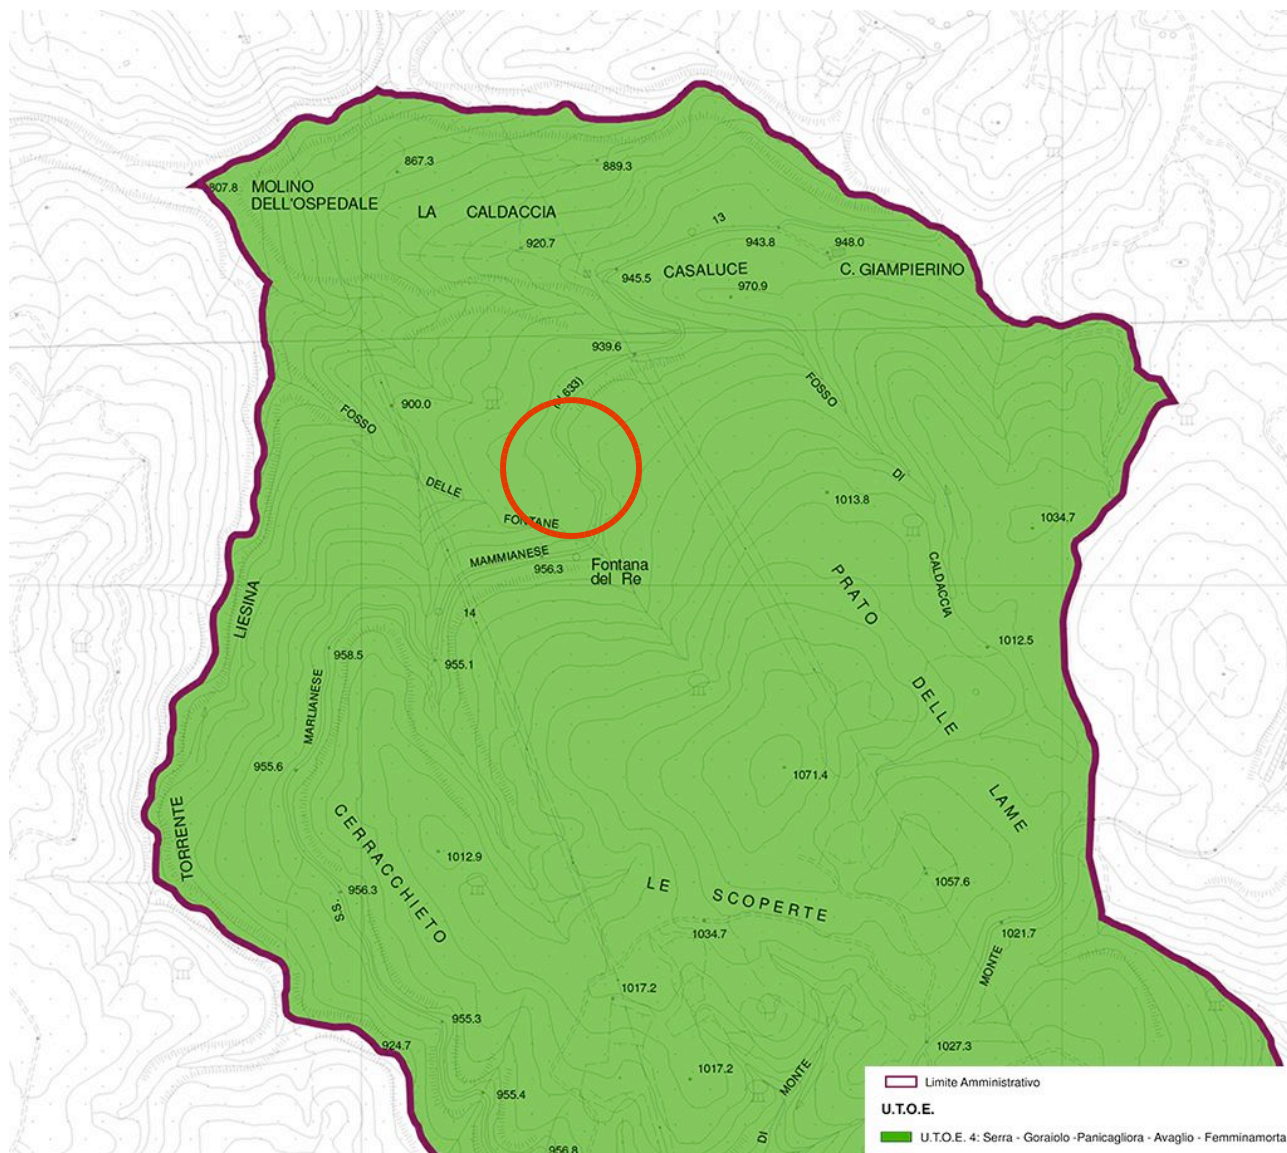 867.3
889.3
807.8
MOLINO
DELL'OSPEDALE
LA CALDACCIA
13
920.7
943.8
948.0
945.5
CASALUCE
C. GIAMPIERINO
970.9
939.6
FOSSO
900.0
FOSSO
DELLE
DI
1013.8
FONTANE
1034.7
MAMMIANESE
956.3
Fontana
del Re
PRATO
CALDACCIA
LIESINA
14
958.5
955.1
1012.5
MARLIANESE
DELLE
955.6
1071.4
LAME
TORRENTE
CERRACCHIETO
1012.9
956.3
SS.
LE SCOPERTE
1057.6
1034.7
1021.7
MONTE
1017.2
955.3
924.7
1027.3
1017.2
MONTE
955.4
DI
956.8
Limite Amministrativo
U.T.O.E.
U.T.O.E. 4: Serra - Goraiolo -Panicagliora - Avaglio - Femminamorta